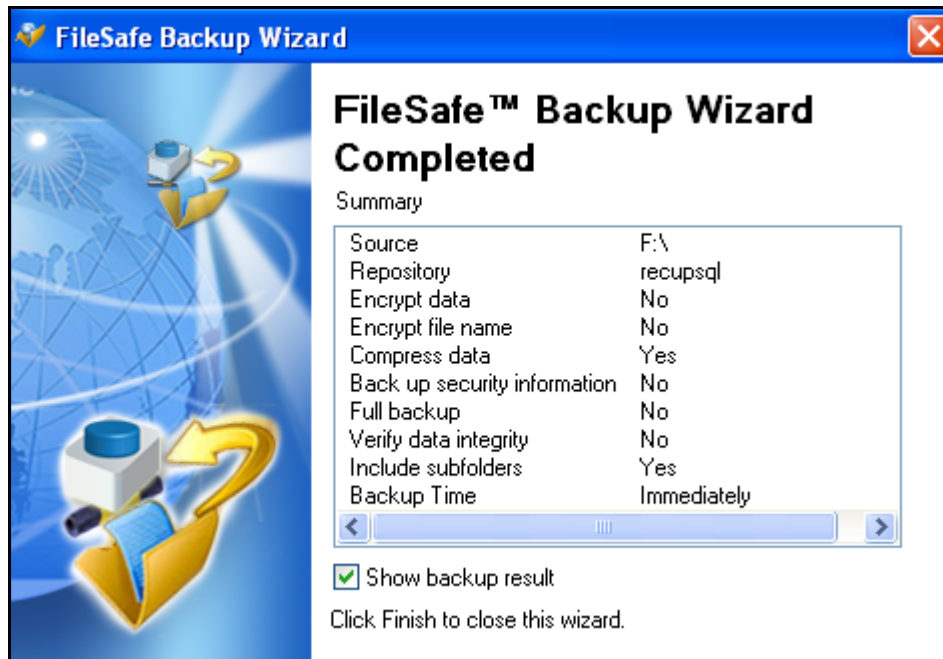 FileSafe Backup Wizard
FileSafe™ Backup Wizard
Completed
Summary
Source F:\
Repository recupsql
Encrypt data No
Encrypt file name No
Compress data Yes
Back up security information No
Full backup No
Verify data integrity No
Include subfolders Yes
Backup Time Immediately
Show backup result
Click Finish to close this wizard.